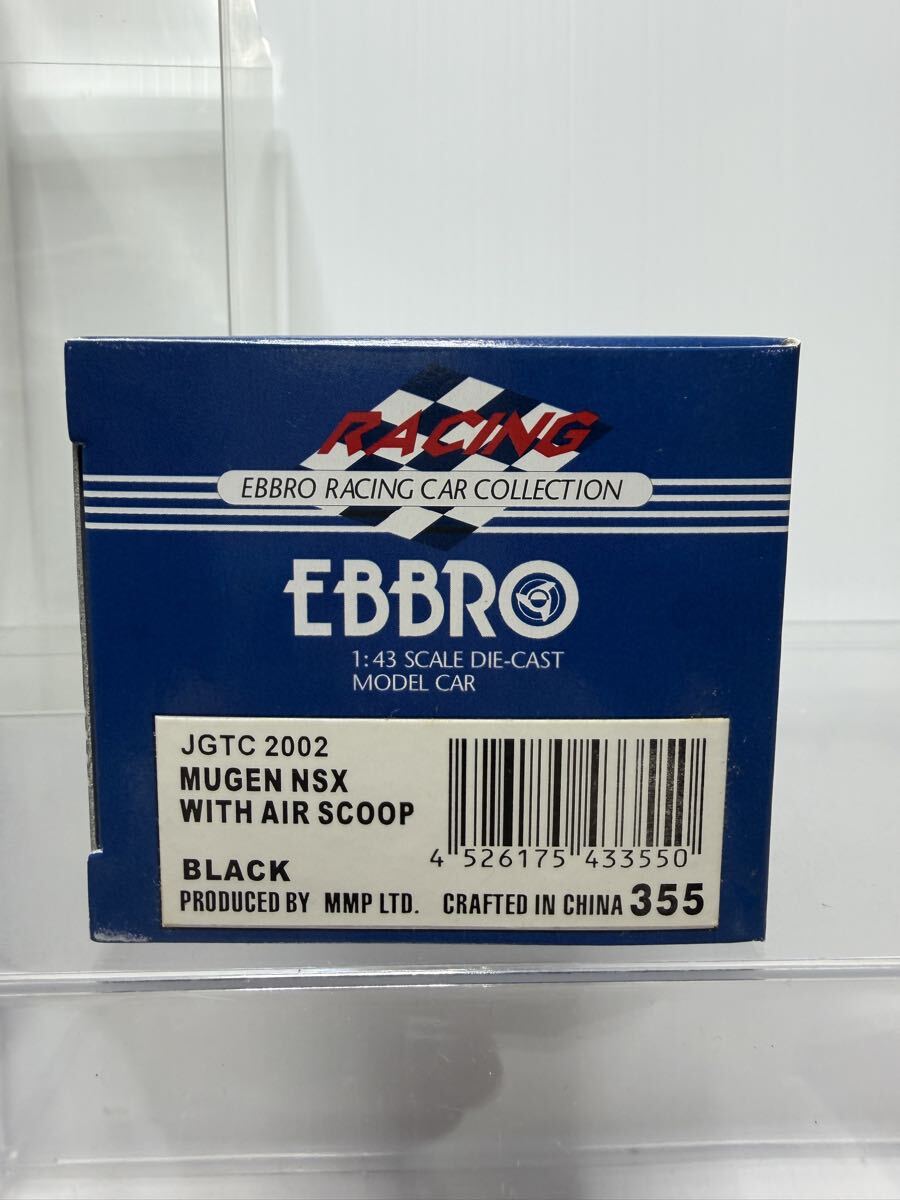 RACING
EBBRO RACING CAR COLLECTION
EBBRO
1:43 SCALE DIE-CAST
MODEL CAR
JGTC 2002
MUGEN NSX
WITH AIR SCOOP
4 526175 433550
BLACK
PRODUCED BY MMP LTD. CRAFTED IN CHINA 355